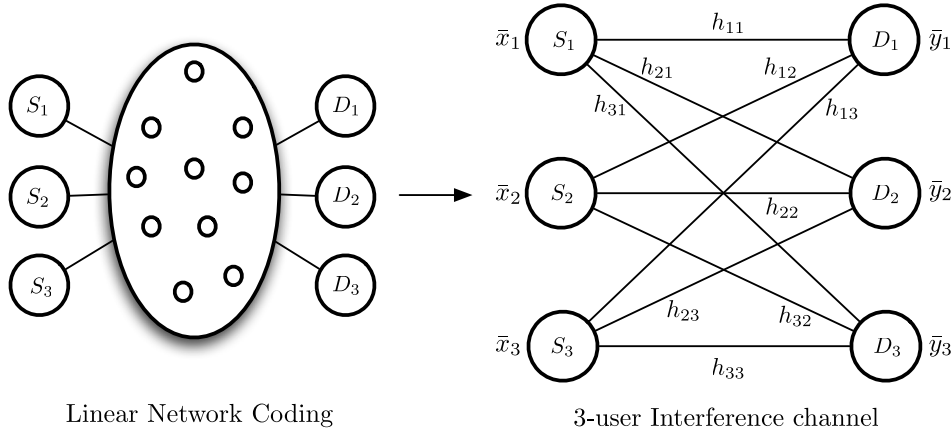 S₁
S₂
S₃
D₁
D₂
D₃
Linear Network Coding
x̄₁ S₁ h₁₁ D₁ ȳ₁
h₂₁ h₁₂
h₃₁ h₁₃
x̄₂ S₂ h₂₂ D₂ ȳ₂
h₂₃ h₃₂
x̄₃ S₃ h₃₃ D₃ ȳ₃
3-user Interference channel